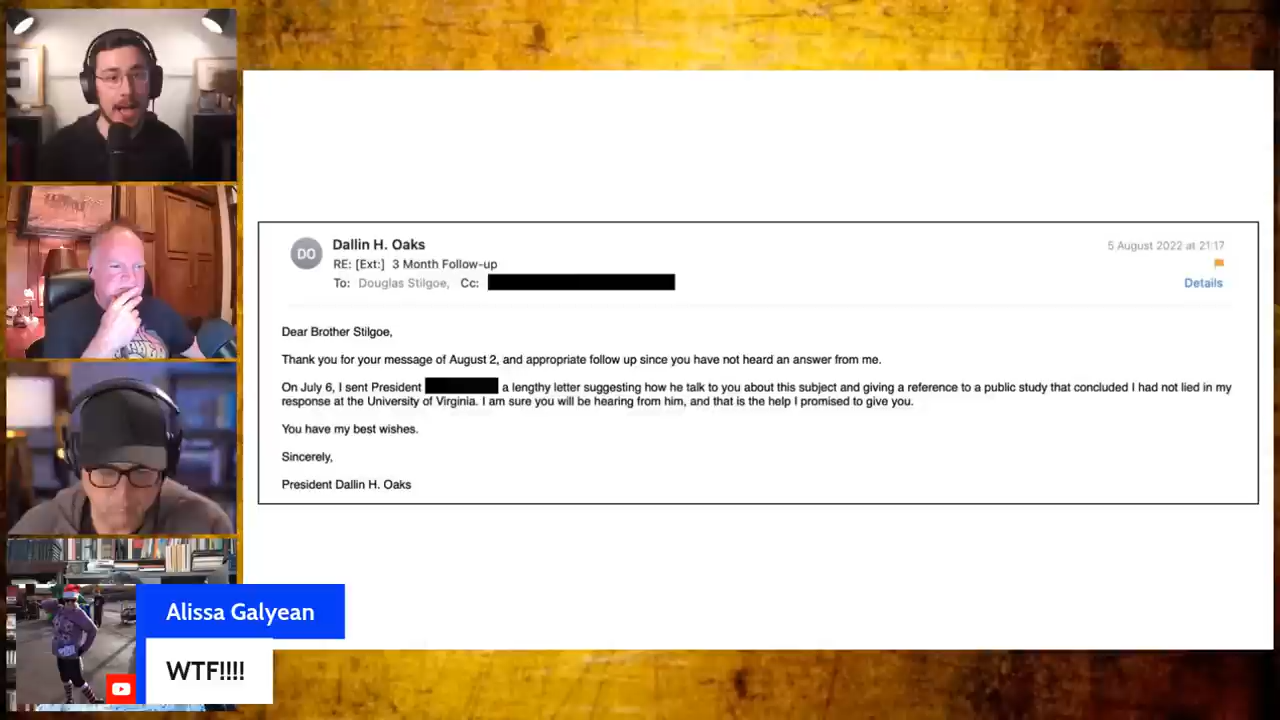 DO
Dallin H. Oaks
5 August 2022 at 21:17
RE: [Ext:] 3 Month Follow-up
To: Douglas Stilgoe, Cc:
Details
Dear Brother Stilgoe,
Thank you for your message of August 2, and appropriate follow up since you have not heard an answer from me.
On July 6, I sent President a lengthy letter suggesting how he talk to you about this subject and giving a reference to a public study that concluded I had not lied in my
response at the University of Virginia. I am sure you will be hearing from him, and that is the help I promised to give you.
You have my best wishes.
Sincerely,
President Dallin H. Oaks
Alissa Galyean
WTF!!!!